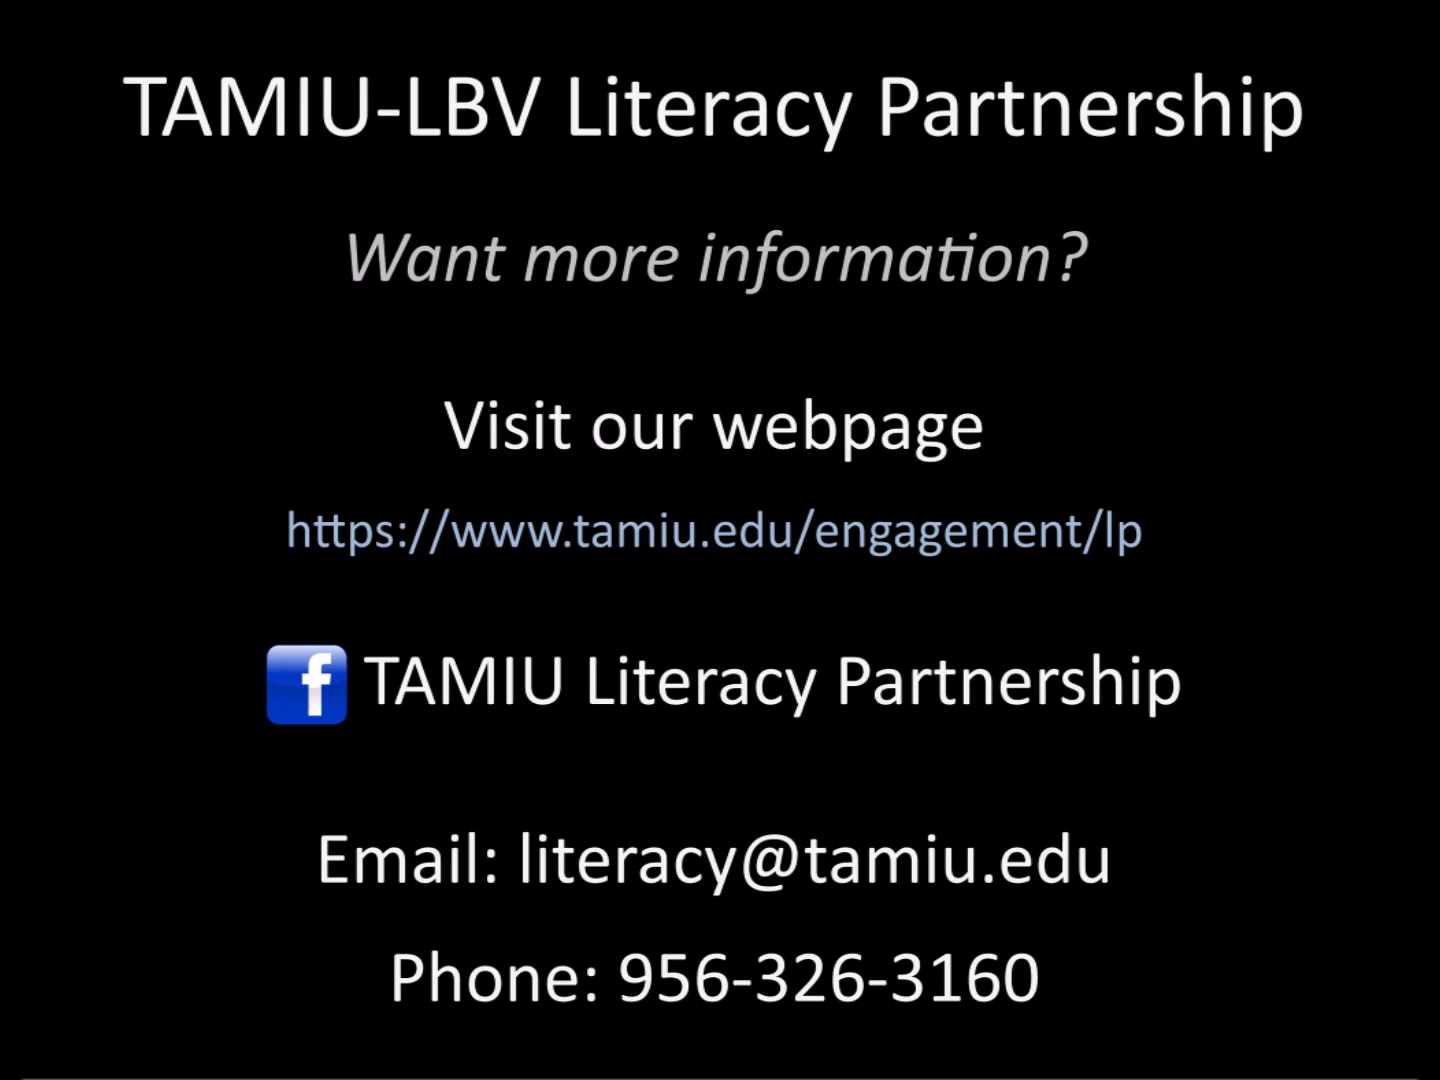 TAMIU-LBV Literacy Partnership
Want more information?
Visit our webpage
https://www.tamiu.edu/engagement/lp
f TAMIU Literacy Partnership
Email: literacy@tamiu.edu
Phone: 956-326-3160